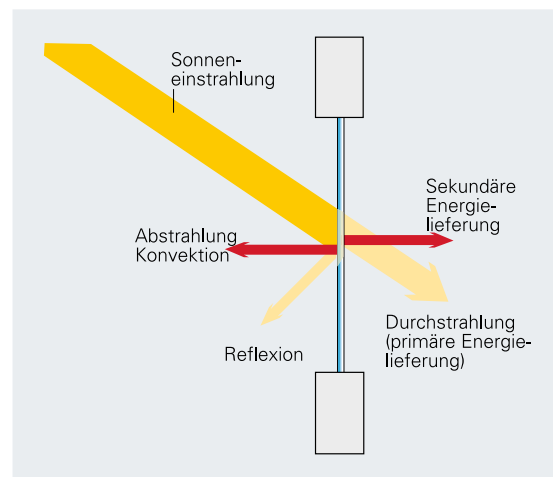 Sonnen-
einstrahlung
Sekundäre
Energie-
lieferung
Abstrahlung
Konvektion
Durchstrahlung
(primäre Energie-
lieferung)
Reflexion